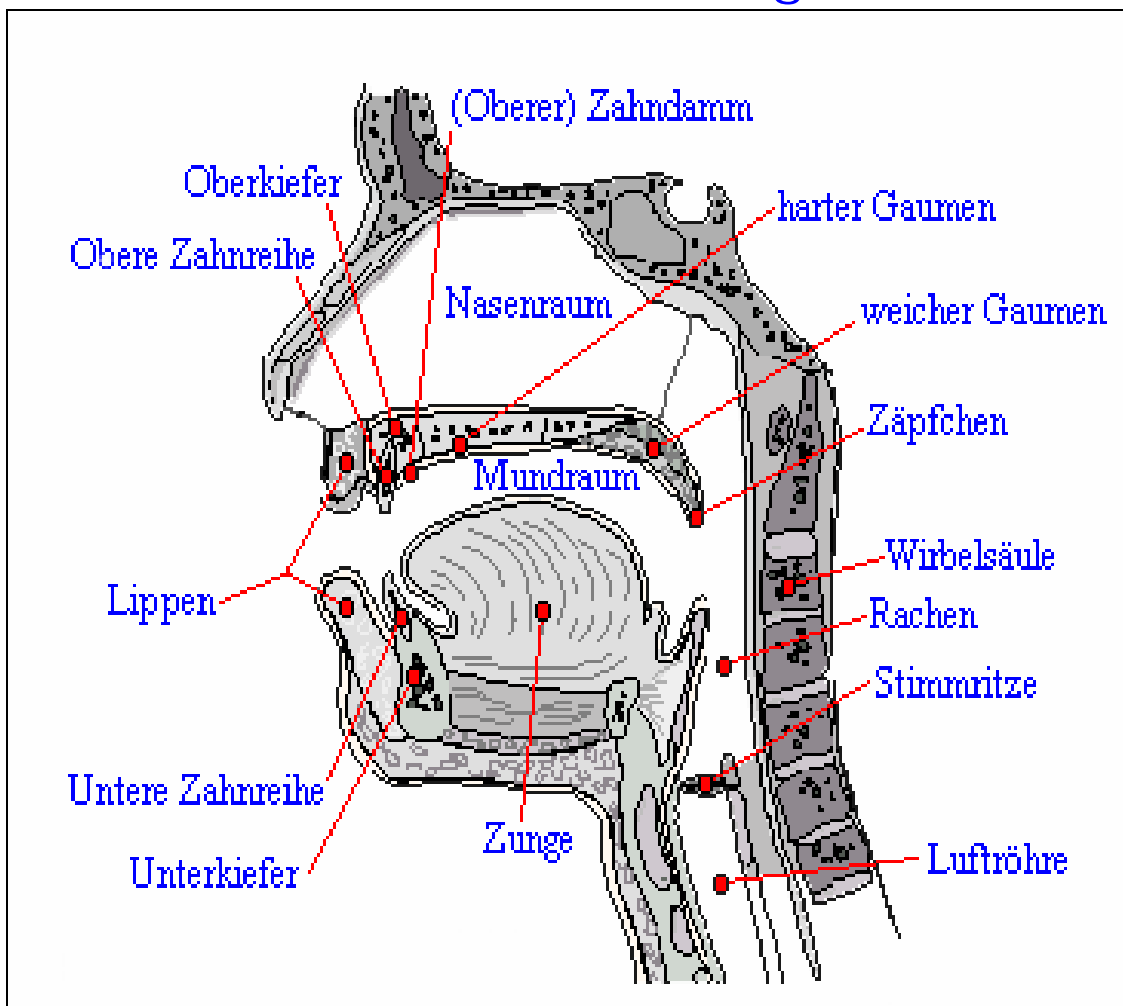 (Oberer) Zahndamm
Oberkiefer
harter Gaumen
Obere Zahnreihe
Nasenraum
weicher Gaumen
Zäpfchen
Mundraum
Wirbelsäule
Lippen
Rachen
Stimmritze
Untere Zahnreihe
Zunge
Luftröhre
Unterkiefer